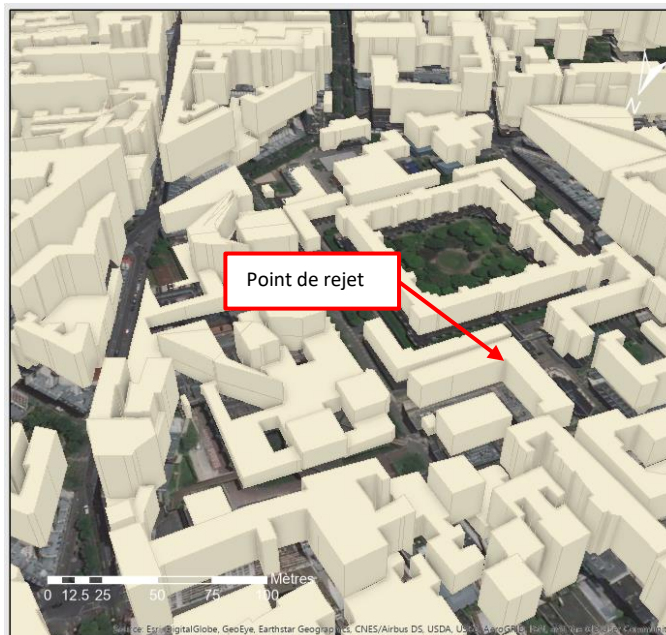 N
Point de rejet
Mètres
0 12.5 25 50 75 100
Source: Esri, DigitalGlobe, GeoEye, Earthstar Geographics, CNES/Airbus DS, USDA,